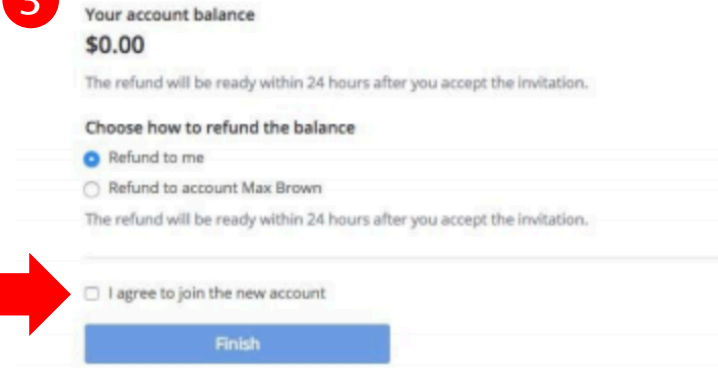 3
Your account balance
$0.00
The refund will be ready within 24 hours after you accept the invitation.
Choose how to refund the balance
Refund to me
Refund to account Max Brown
The refund will be ready within 24 hours after you accept the invitation.
I agree to join the new account
Finish